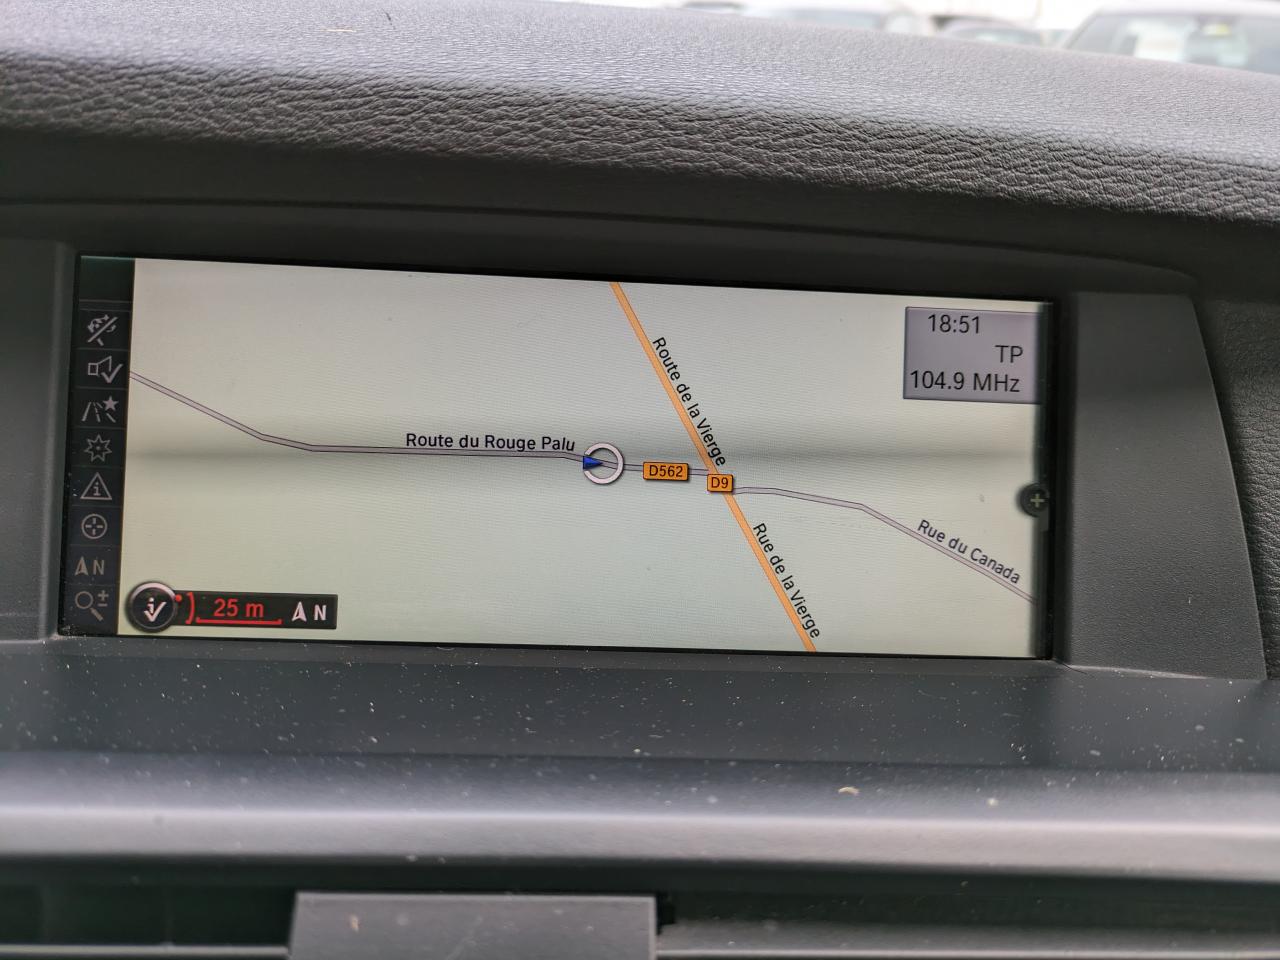 18:51
TP
104.9 MHz
Route de la Vierge
Route du Rouge Palu
D562
D9
Rue du Canada
Rue de la Vierge
N
25 m
N